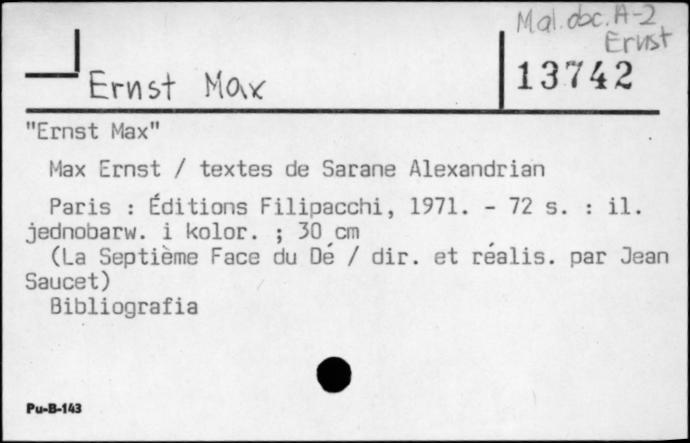 Mal. obc. A-2
Ernst
13742
Ernst Max
"Ernst Max"
Max Ernst / textes de Sarane Alexandrian
Paris : Éditions Filipacchi, 1971. - 72 s. : il.
jednobarw. i kolor. ; 30 cm
(La Septième Face du Dé / dir. et réalis. par Jean
Saucet)
Bibliografia
Pu-B-143